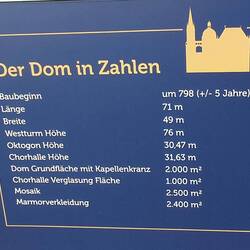 Der Dom in Zahlen
Baubeginn um 798 (+/- 5 Jahre)
Länge 71 m
Breite 49 m
Westturm Höhe 76 m
Oktogon Höhe 30,47 m
Chorhalle Höhe 31,63 m
Dom Grundfläche mit Kapellenkranz 2.000 m²
Chorhalle Verglasung Fläche 1.000 m²
Mosaik 2.500 m²
Marmorverkleidung 2.400 m²